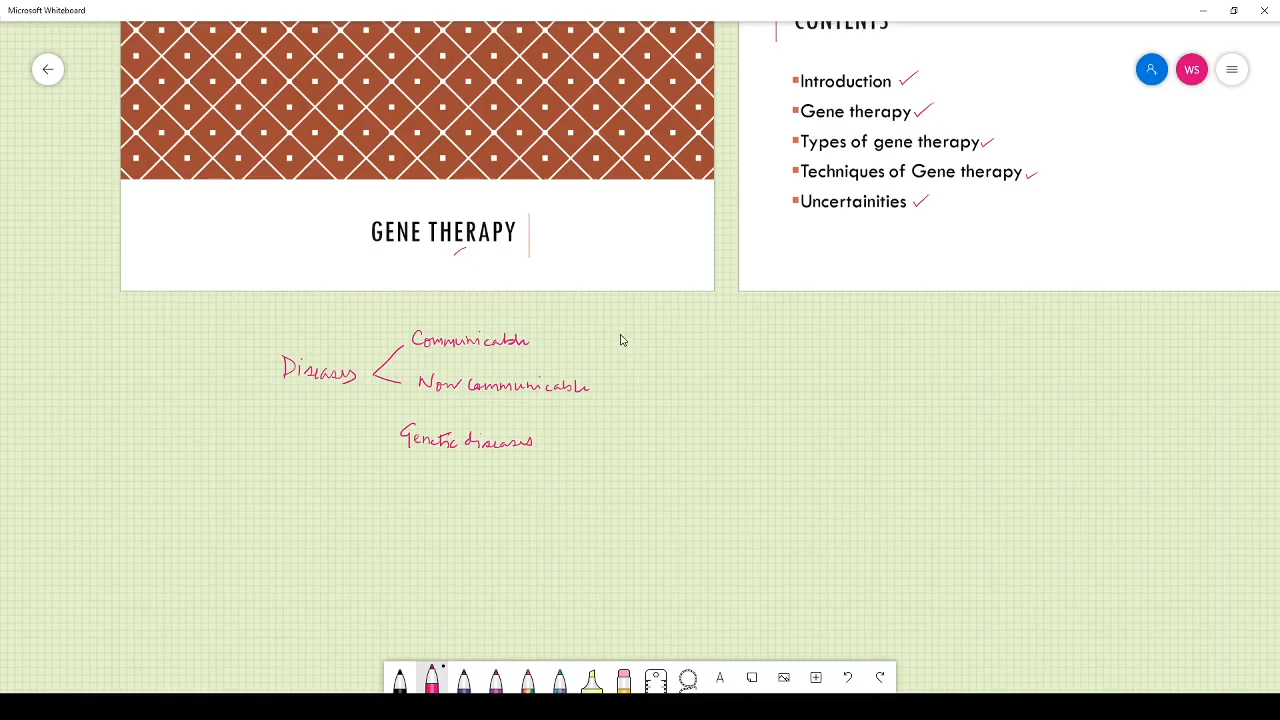 Microsoft Whiteboard
CONTENTS
Introduction
Gene therapy
Types of gene therapy
Techniques of Gene therapy
Uncertainities
WS
GENE THERAPY
Diseases
Communicable
Non communicable
Genetic diseases
A